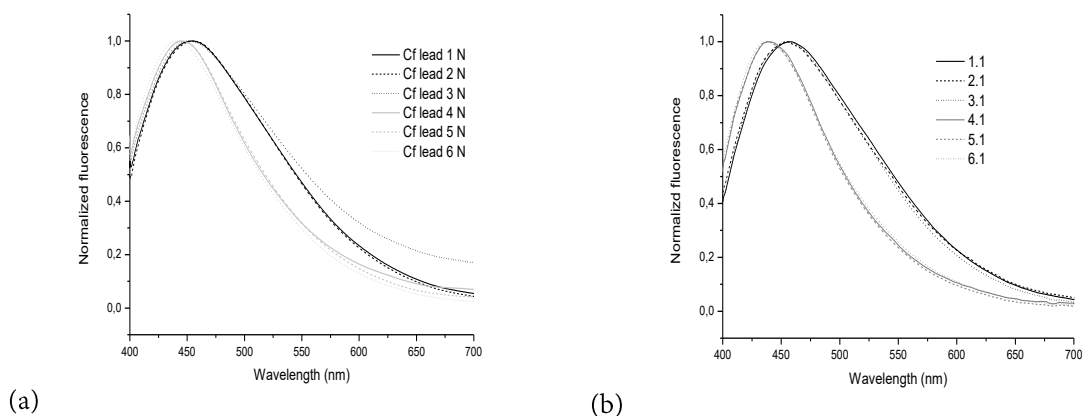 1,0
0,8
0,6
0,4
0,2
0,0
Normalized fluorescence
Cf lead 1 N
Cf lead 2 N
Cf lead 3 N
Cf lead 4 N
Cf lead 5 N
Cf lead 6 N
400 450 500 550 600 650 700
Wavelength (nm)
(a)
1,0
0,8
0,6
0,4
0,2
0,0
Normalizd fluorescence
1.1
2.1
3.1
4.1
5.1
6.1
400 450 500 550 600 650 700
Wavelength (nm)
(b)